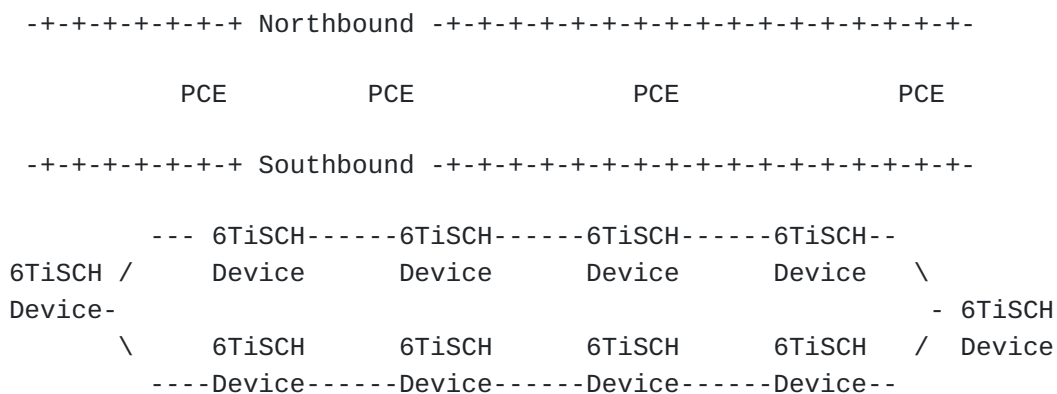 -+-+-+-+-+-+-+ Northbound -+-+-+-+-+-+-+-+-+-+-+-+-+-+-+-+-+-
PCE PCE PCE PCE
-+-+-+-+-+-+-+ Southbound -+-+-+-+-+-+-+-+-+-+-+-+-+-+-+-+-+-
--- 6TiSCH------6TiSCH------6TiSCH------6TiSCH--
6TiSCH / Device Device Device Device \
Device- - 6TiSCH
\ 6TiSCH 6TiSCH 6TiSCH 6TiSCH / Device
----Device------Device------Device------Device--